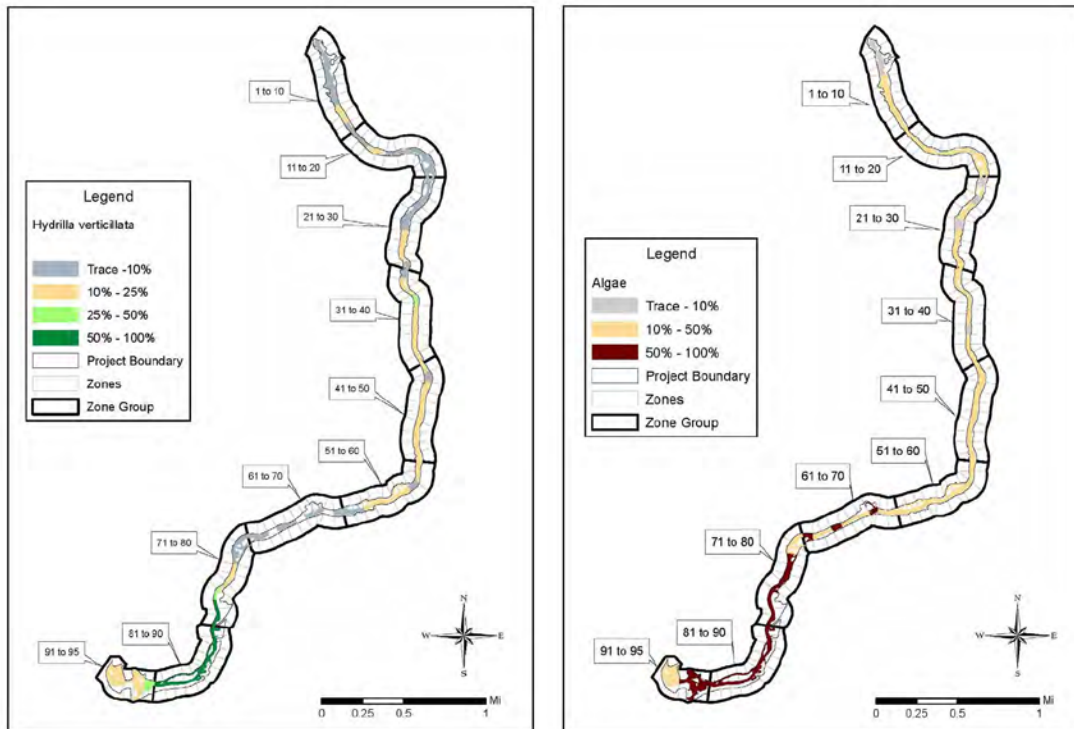 1 to 10
11 to 20
Legend
Hydrilla verticillata
Trace -10%
10% - 25%
25% - 50%
50% - 100%
Project Boundary
Zones
Zone Group
21 to 30
31 to 40
41 to 50
51 to 60
61 to 70
71 to 80
81 to 90
91 to 95
N
W E
S
Mi
0 0.25 0.5 1
1 to 10
11 to 20
21 to 30
Legend
Algae
Trace - 10%
10% - 50%
50% - 100%
Project Boundary
Zones
Zone Group
31 to 40
41 to 50
51 to 60
61 to 70
71 to 80
81 to 90
91 to 95
N
W E
S
Mi
0 0.25 0.5 1